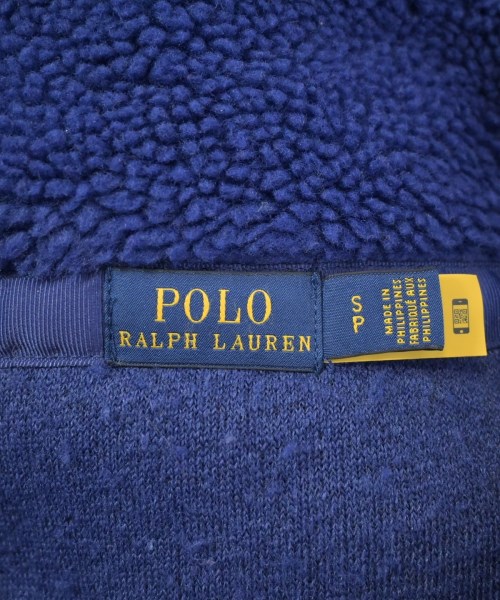 POLO
RALPH LAUREN
S
P
MADE IN
PHILIPPINES
FABRIQUÉ AUX
PHILIPPINES